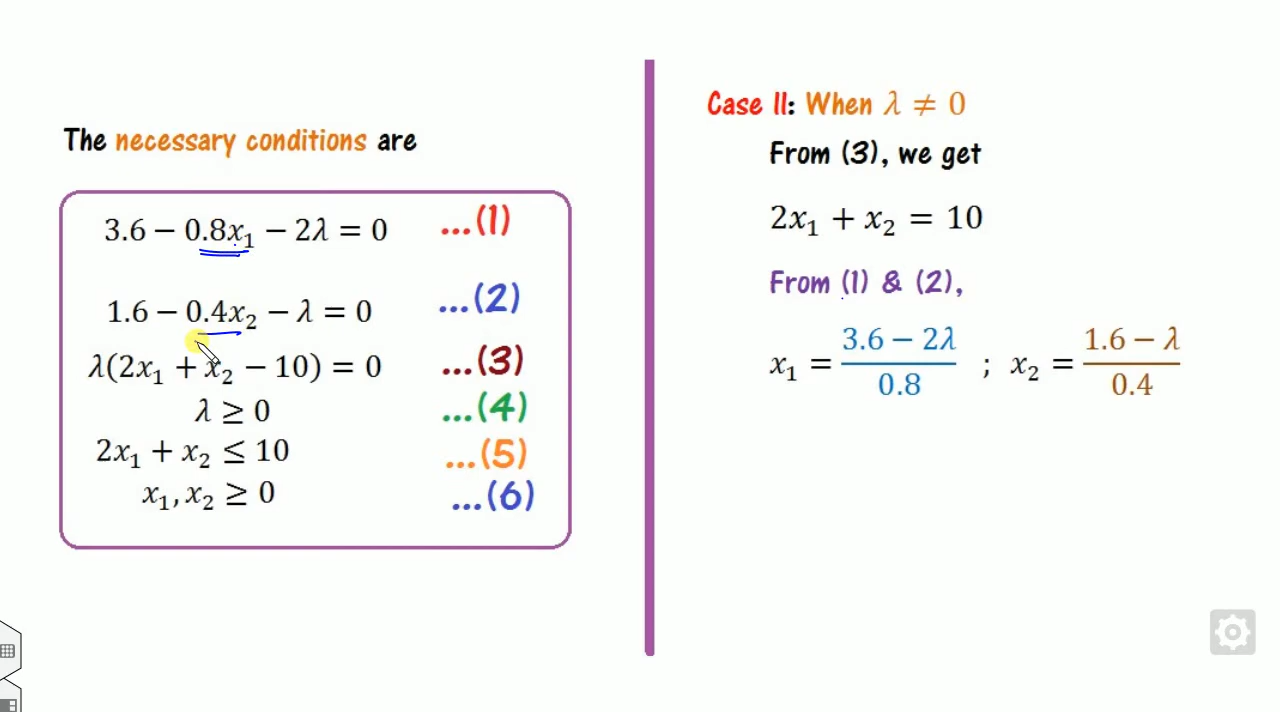 The necessary conditions are
3.6 − 0.8x₁ − 2λ = 0 ...(1)
1.6 − 0.4x₂ − λ = 0 ...(2)
λ(2x₁ + x₂ − 10) = 0 ...(3)
λ ≥ 0 ...(4)
2x₁ + x₂ ≤ 10 ...(5)
x₁, x₂ ≥ 0 ...(6)
Case II: When λ ≠ 0
From (3), we get
2x₁ + x₂ = 10
From (1) & (2),
x₁ = (3.6 − 2λ)/0.8 ; x₂ = (1.6 − λ)/0.4